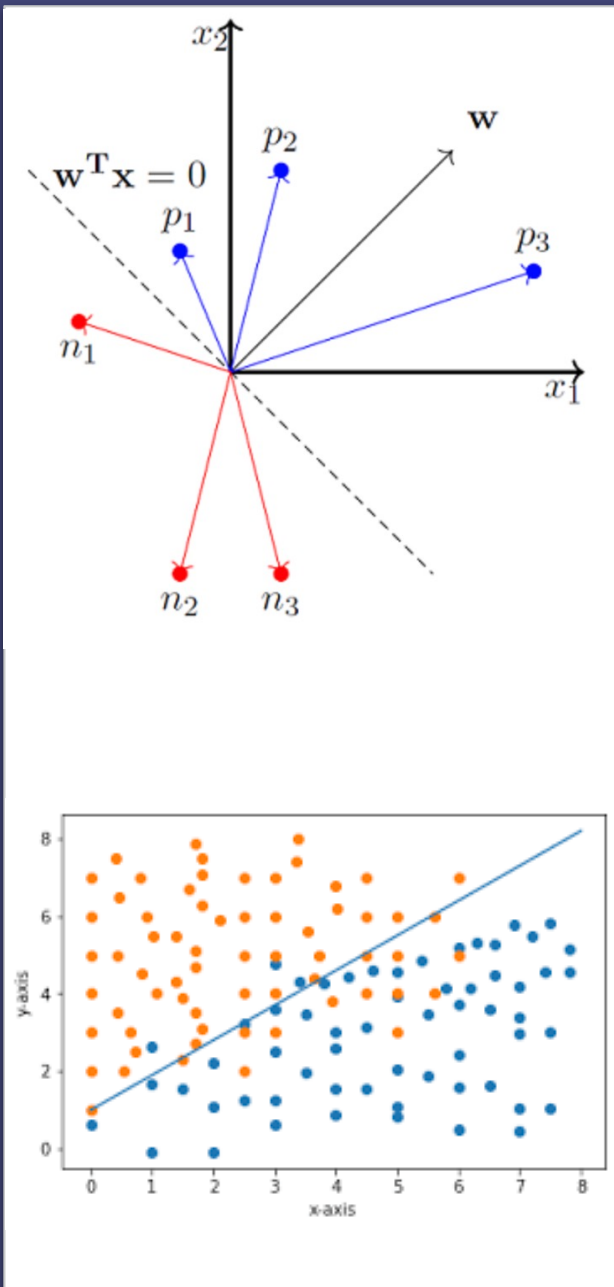 x₂
w
p₂
wᵀx = 0
p₁
p₃
n₁
x₁
n₂
n₃
8
6
4
2
0
y-axis
0 1 2 3 4 5 6 7 8
x-axis